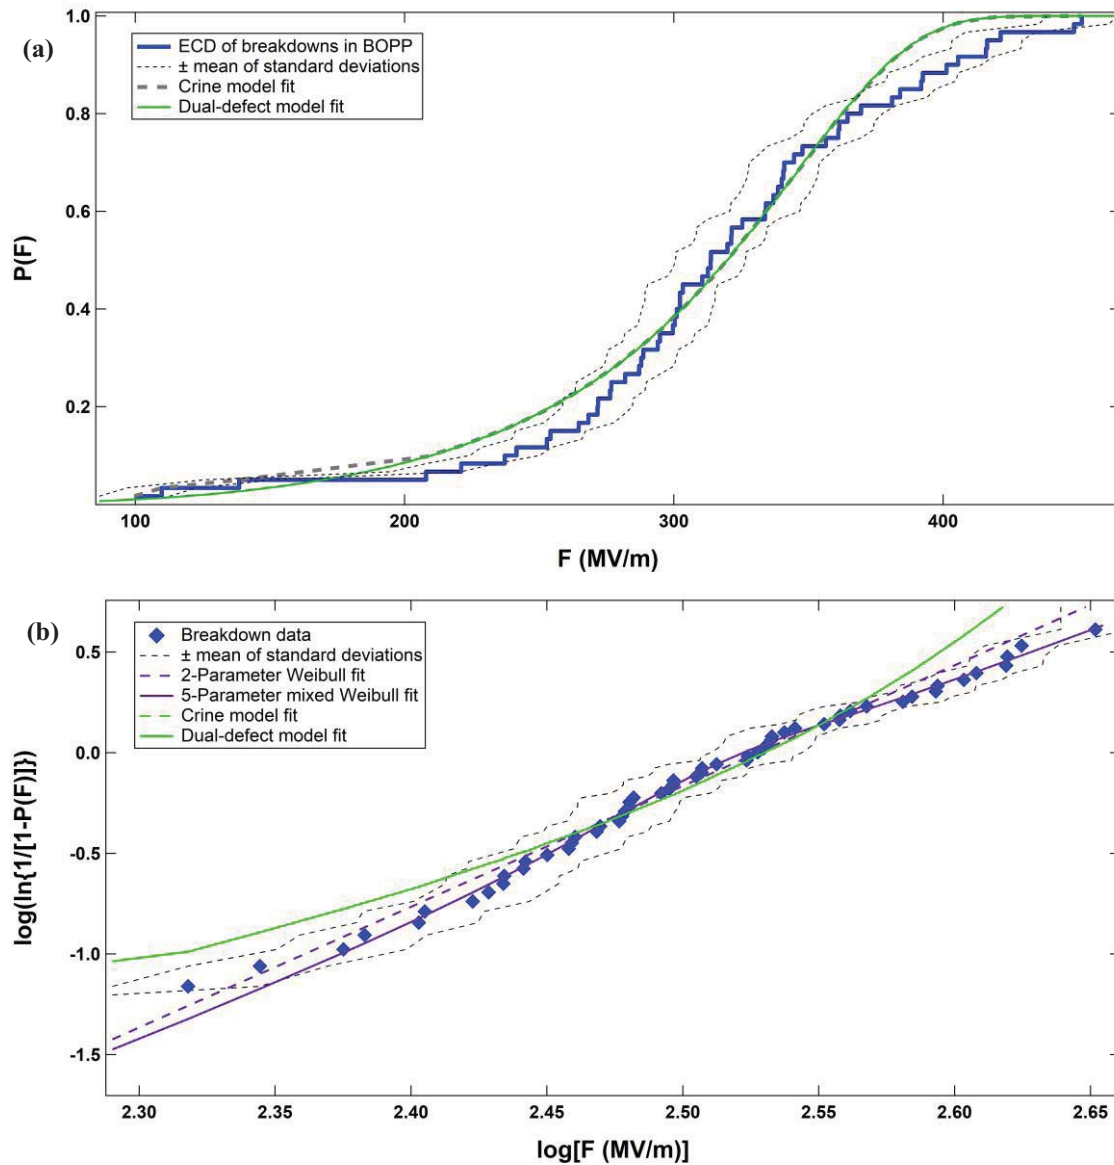 (a)
1.0
0.8
0.6
0.4
0.2
P(F)
ECD of breakdowns in BOPP
± mean of standard deviations
Crine model fit
Dual-defect model fit
100
200
300
400
F (MV/m)
(b)
0.5
0.0
-0.5
-1.0
-1.5
log(ln{1/[1-P(F)]})
Breakdown data
± mean of standard deviations
2-Parameter Weibull fit
5-Parameter mixed Weibull fit
Crine model fit
Dual-defect model fit
2.30
2.35
2.40
2.45
2.50
2.55
2.60
2.65
log[F (MV/m)]